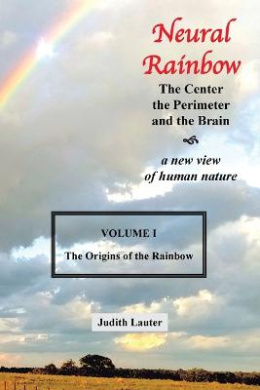 Neural
Rainbow
The Center
the Perimeter
and the Brain
a new view
of human nature
VOLUME I
The Origins of the Rainbow
Judith Lauter